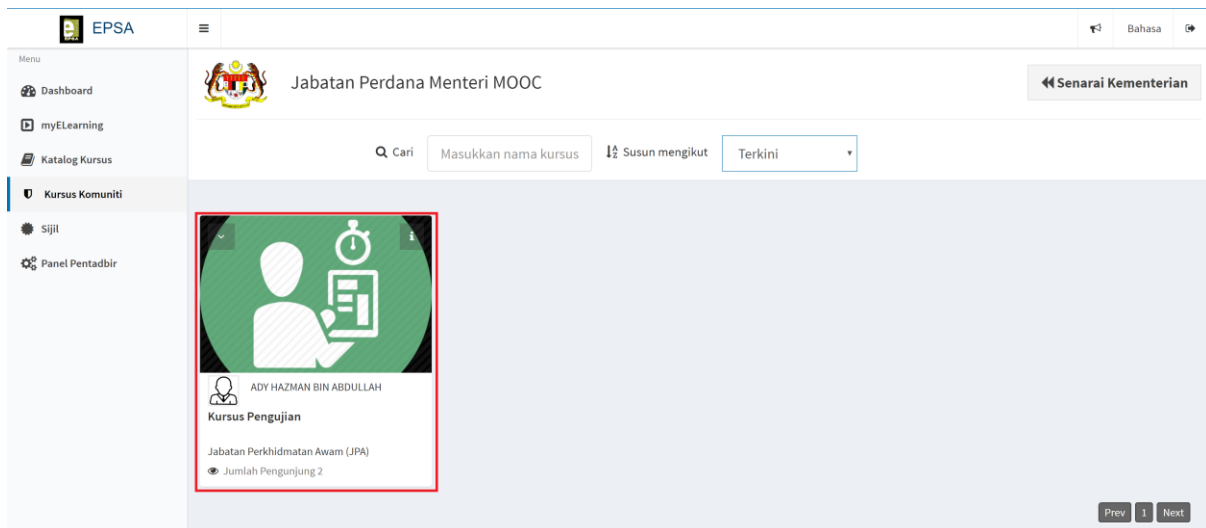 EPSA
Bahasa
Menu
Dashboard
myELearning
Katalog Kursus
Kursus Komuniti
Sijil
Panel Pentadbir
Jabatan Perdana Menteri MOOC
Senarai Kementerian
Cari
Masukkan nama kursus
Susun mengikut
Terkini
ADY HAZMAN BIN ABDULLAH
Kursus Pengujian
Jabatan Perkhidmatan Awam (JPA)
Jumlah Pengunjung 2
Prev 1 Next